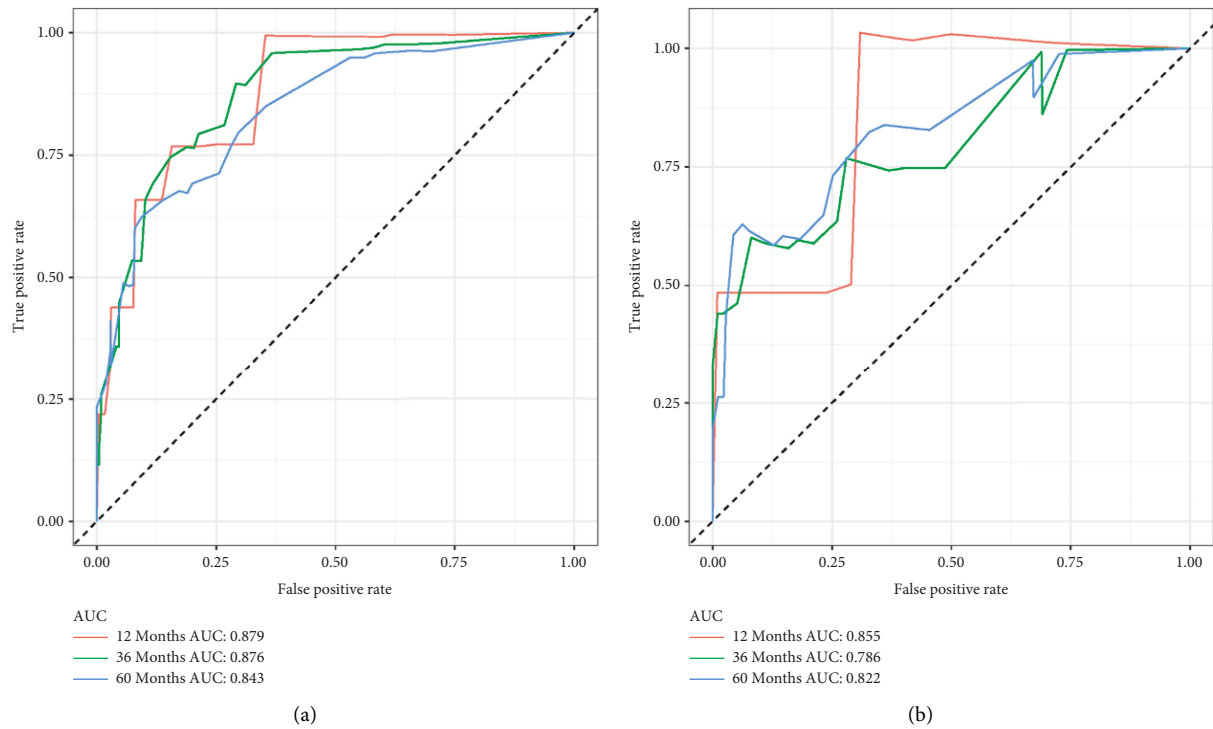 1.00
0.75
0.50
0.25
0.00
True positive rate
0.00
0.25
0.50
0.75
1.00
False positive rate
AUC
12 Months AUC: 0.879
36 Months AUC: 0.876
60 Months AUC: 0.843
(a)
1.00
0.75
0.50
0.25
0.00
True positive rate
0.00
0.25
0.50
0.75
1.00
False positive rate
AUC
12 Months AUC: 0.855
36 Months AUC: 0.786
60 Months AUC: 0.822
(b)